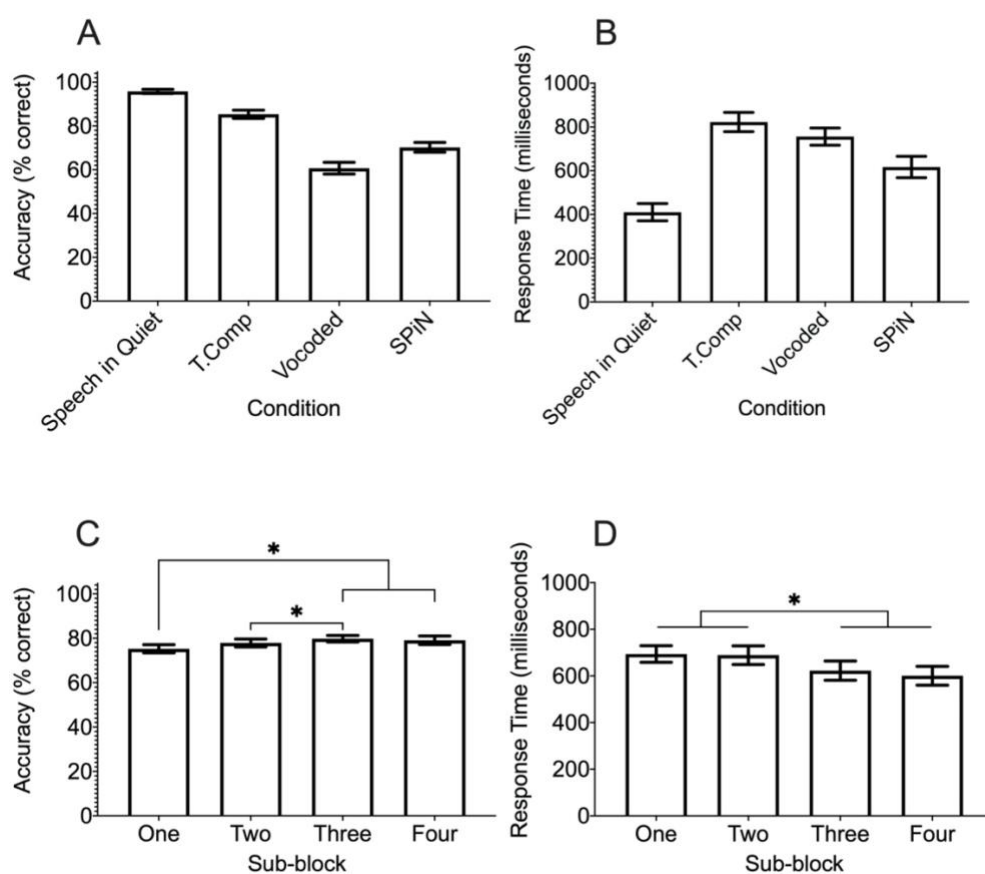 A
Accuracy (% correct)
100
80
60
40
20
0
Speech in Quiet
T.Comp
Vocoded
SPiN
Condition
B
Response Time (milliseconds)
1000
800
600
400
200
0
Speech in Quiet
T.Comp
Vocoded
SPiN
Condition
C
Accuracy (% correct)
100
80
60
40
20
0
*
*
One Two Three Four
Sub-block
D
Response Time (milliseconds)
1000
800
600
400
200
0
*
One Two Three Four
Sub-block